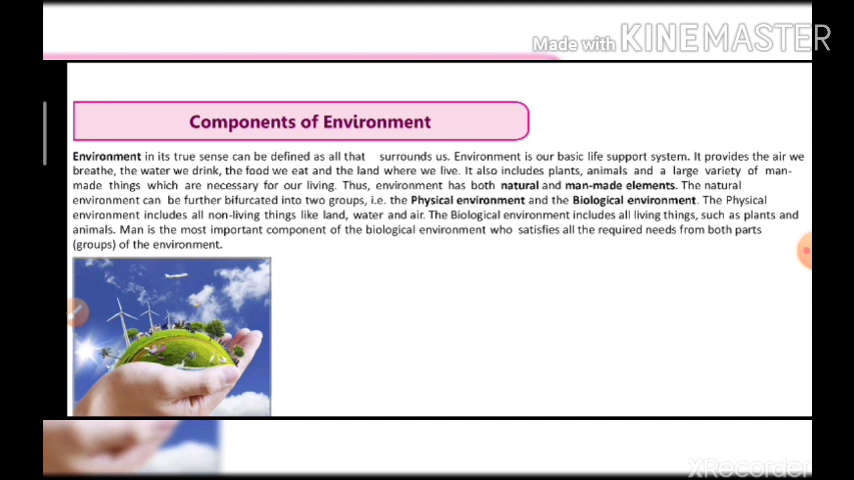 Made with KINEMASTER
Components of Environment
Environment in its true sense can be defined as all that surrounds us. Environment is our basic life support system. It provides the air we
breathe, the water we drink, the food we eat and the land where we live. It also includes plants, animals and a large variety of man-
made things which are necessary for our living. Thus, environment has both natural and man-made elements. The natural
environment can be further bifurcated into two groups, i.e. the Physical environment and the Biological environment. The Physical
environment includes all non-living things like land, water and air. The Biological environment includes all living things, such as plants and
animals. Man is the most important component of the biological environment who satisfies all the required needs from both parts
(groups) of the environment.
XRecorder